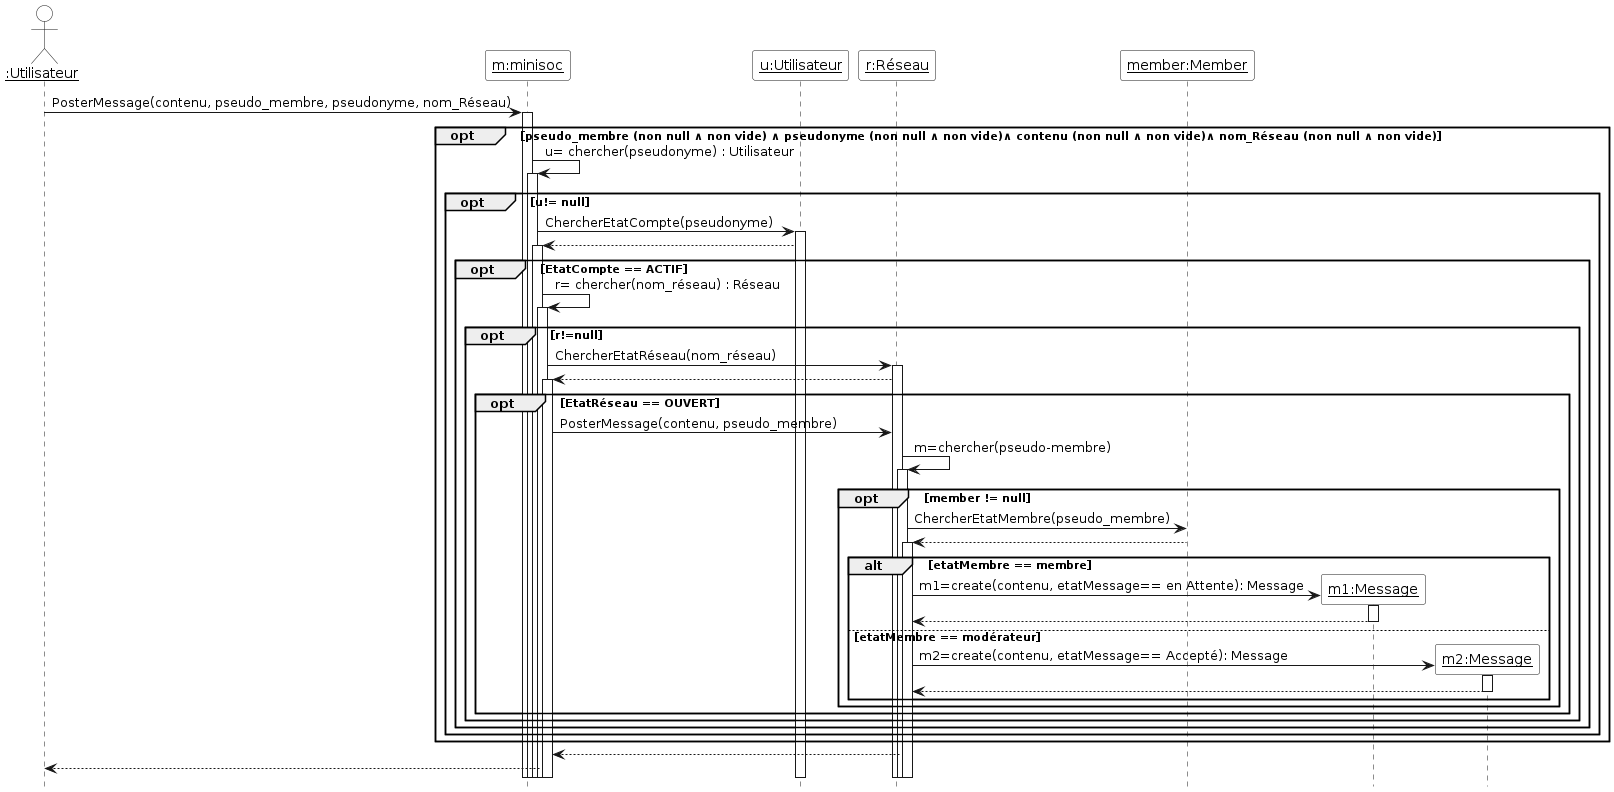 :Utilisateur
m:minisoc
u:Utilisateur
r:Réseau
member:Member
PosterMessage(contenu, pseudo_membre, pseudonyme, nom_Réseau)
opt [pseudo_membre (non null ∧ non vide) ∧ pseudonyme (non null ∧ non vide)∧ contenu (non null ∧ non vide)∧ nom_Réseau (non null ∧ non vide)]
u= chercher(pseudonyme) : Utilisateur
opt [u!= null]
ChercherEtatCompte(pseudonyme)
opt [EtatCompte == ACTIF]
r= chercher(nom_réseau) : Réseau
opt [r!=null]
ChercherEtatRéseau(nom_réseau)
opt [EtatRéseau == OUVERT]
PosterMessage(contenu, pseudo_membre)
m=chercher(pseudo-membre)
opt [member != null]
ChercherEtatMembre(pseudo_membre)
alt [etatMembre == membre]
m1=create(contenu, etatMessage== en Attente): Message
m1:Message
[etatMembre == modérateur]
m2=create(contenu, etatMessage== Accepté): Message
m2:Message